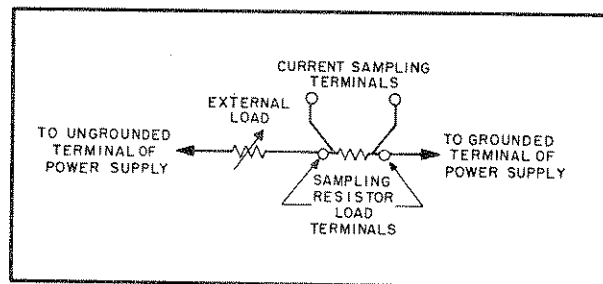 CURRENT SAMPLING
TERMINALS
EXTERNAL
LOAD
TO UNGROUNDED
TERMINAL OF
POWER SUPPLY
TO GROUNDED
TERMINAL OF
POWER SUPPLY
SAMPLING
RESISTOR
LOAD
TERMINALS